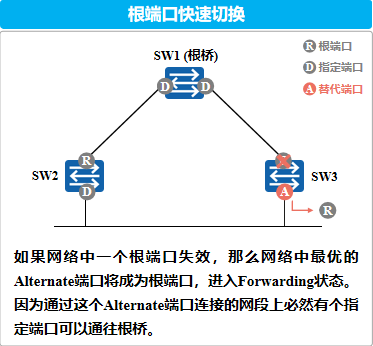 根端口快速切换
SW1 (根桥)
R 根端口
D 指定端口
A 替代端口
D D
R
SW2
D
SW3
A
R
如果网络中一个根端口失效，那么网络中最优的
Alternate端口将成为根端口，进入Forwarding状态。
因为通过这个Alternate端口连接的网段上必然有个指
定端口可以通往根桥。